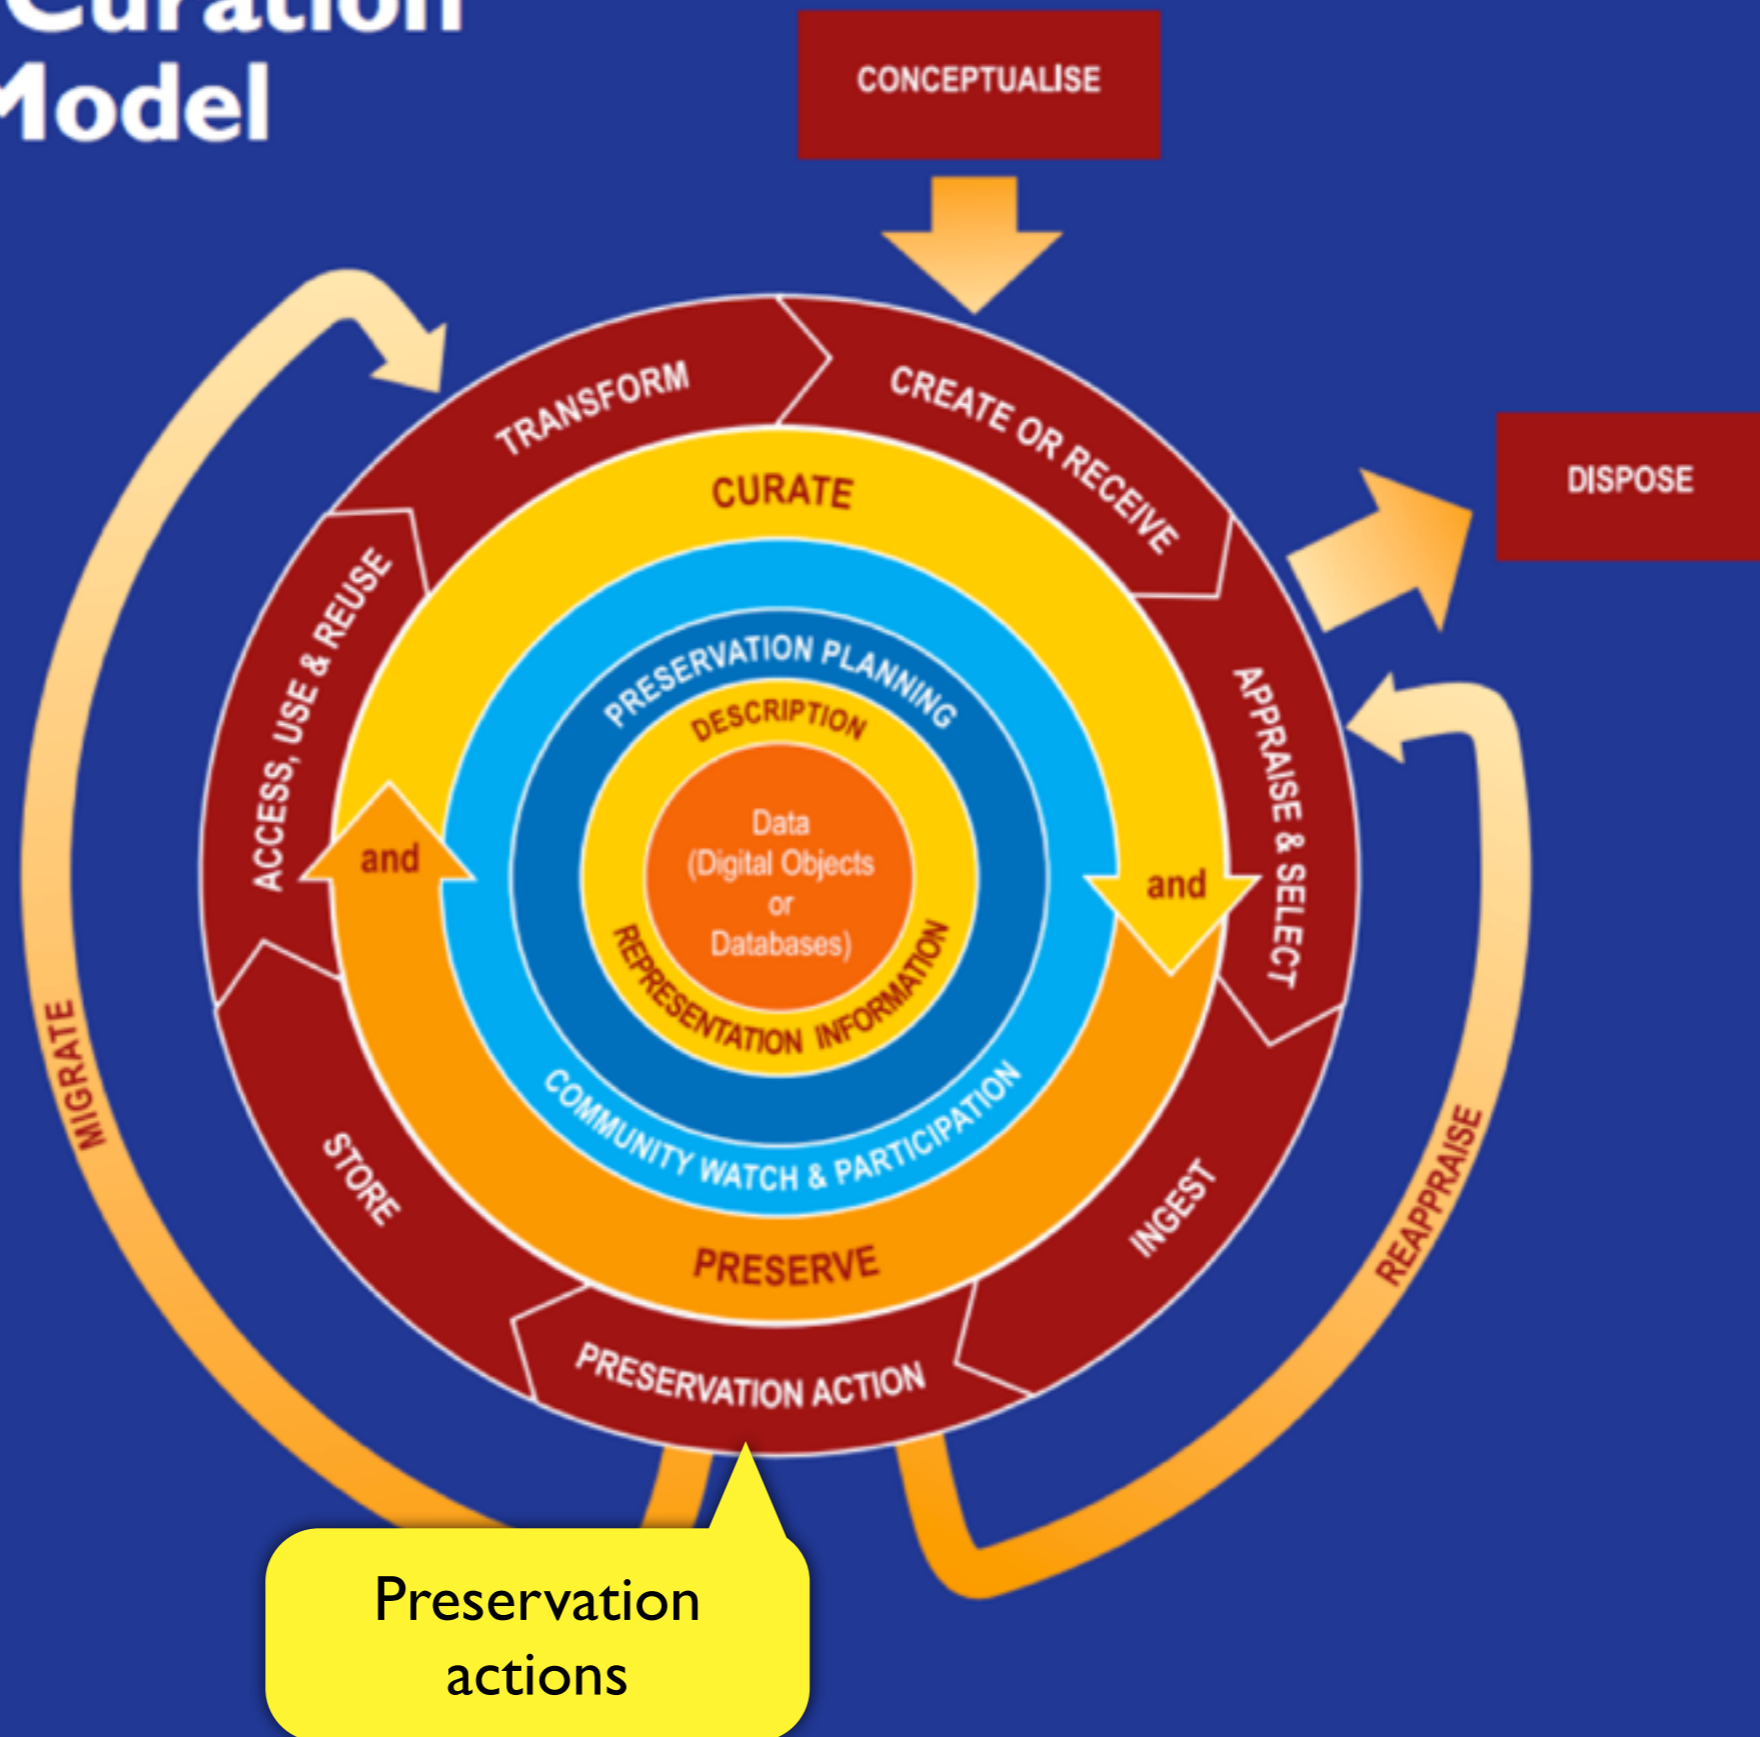 Curation
Model
CONCEPTUALISE
TRANSFORM
CREATE OR RECEIVE
DISPOSE
CURATE
ACCESS, USE & REUSE
APPRAISE & SELECT
PRESERVATION PLANNING
DESCRIPTION
Data
(Digital Objects
or
Databases)
and
and
REPRESENTATION INFORMATION
COMMUNITY WATCH & PARTICIPATION
MIGRATE
STORE
INGEST
REAPPRAISE
PRESERVE
PRESERVATION ACTION
Preservation
actions